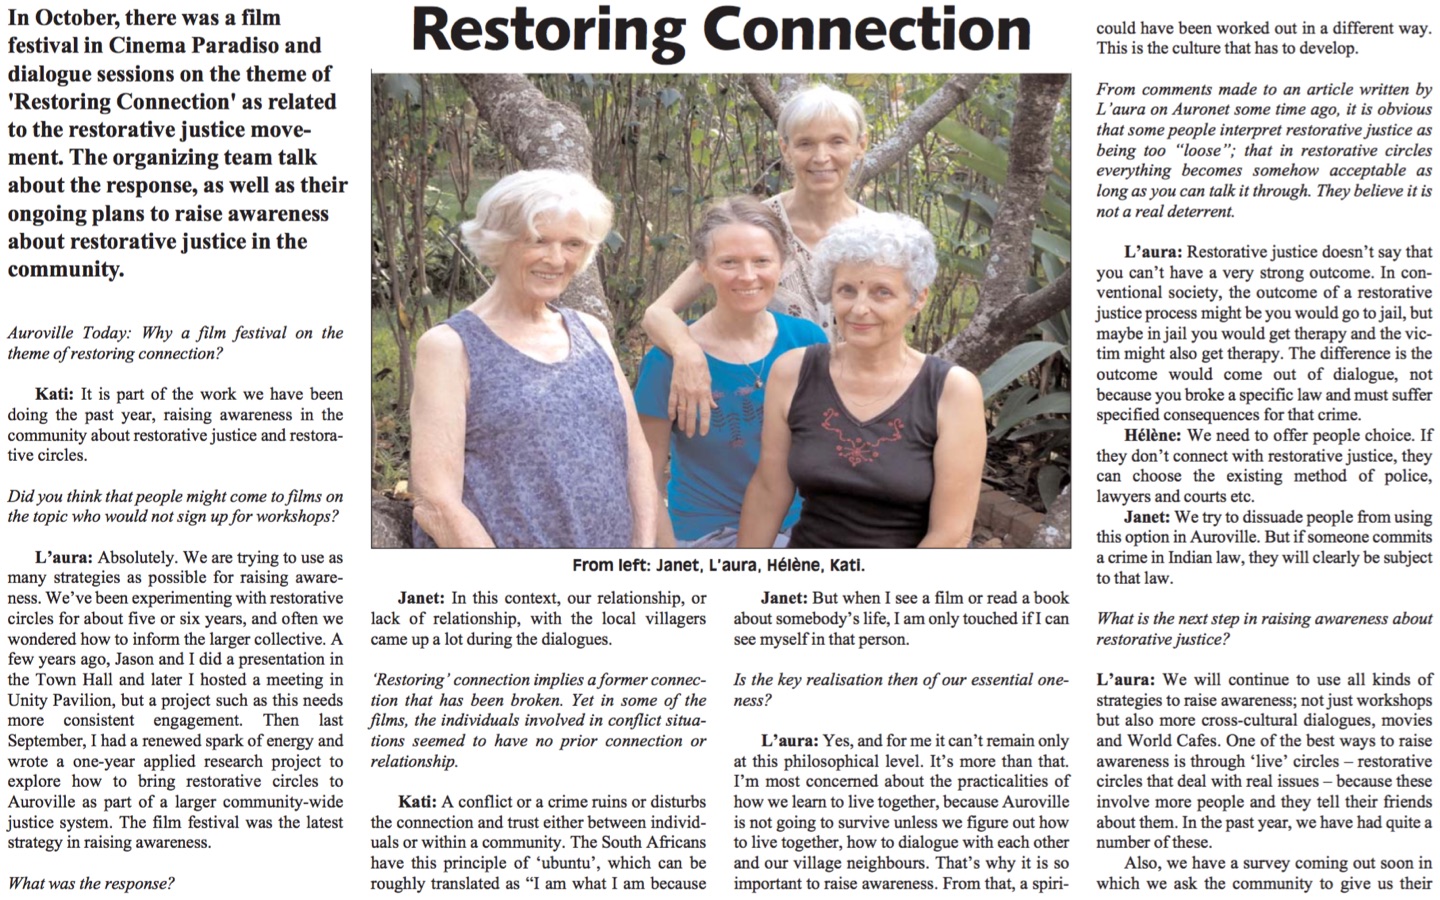 In October, there was a film
festival in Cinema Paradiso and
dialogue sessions on the theme of
'Restoring Connection' as related
to the restorative justice move-
ment. The organizing team talk
about the response, as well as their
ongoing plans to raise awareness
about restorative justice in the
community.
Auroville Today: Why a film festival on the
theme of restoring connection?
Kati: It is part of the work we have been
doing the past year, raising awareness in the
community about restorative justice and restora-
tive circles.
Did you think that people might come to films on
the topic who would not sign up for workshops?
L'aura: Absolutely. We are trying to use as
many strategies as possible for raising aware-
ness. We've been experimenting with restorative
circles for about five or six years, and often we
wondered how to inform the larger collective. A
few years ago, Jason and I did a presentation in
the Town Hall and later I hosted a meeting in
Unity Pavilion, but a project such as this needs
more consistent engagement. Then last
September, I had a renewed spark of energy and
wrote a one-year applied research project to
explore how to bring restorative circles to
Auroville as part of a larger community-wide
justice system. The film festival was the latest
strategy in raising awareness.
What was the response?
Restoring Connection
From left: Janet, L'aura, Hélène, Kati.
Janet: In this context, our relationship, or
lack of relationship, with the local villagers
came up a lot during the dialogues.
'Restoring' connection implies a former connec-
tion that has been broken. Yet in some of the
films, the individuals involved in conflict situa-
tions seemed to have no prior connection or
relationship.
Kati: A conflict or a crime ruins or disturbs
the connection and trust either between individ-
uals or within a community. The South Africans
have this principle of 'ubuntu', which can be
roughly translated as "I am what I am because
Janet: But when I see a film or read a book
about somebody's life, I am only touched if I can
see myself in that person.
Is the key realisation then of our essential one-
ness?
L'aura: Yes, and for me it can't remain only
at this philosophical level. It's more than that.
I'm most concerned about the practicalities of
how we learn to live together, because Auroville
is not going to survive unless we figure out how
to live together, how to dialogue with each other
and our village neighbours. That's why it is so
important to raise awareness. From that, a spiri-
could have been worked out in a different way.
This is the culture that has to develop.
From comments made to an article written by
L'aura on Auronet some time ago, it is obvious
that some people interpret restorative justice as
being too "loose"; that in restorative circles
everything becomes somehow acceptable as
long as you can talk it through. They believe it is
not a real deterrent.
L'aura: Restorative justice doesn't say that
you can't have a very strong outcome. In con-
ventional society, the outcome of a restorative
justice process might be you would go to jail, but
maybe in jail you would get therapy and the vic-
tim might also get therapy. The difference is the
outcome would come out of dialogue, not
because you broke a specific law and must suffer
specified consequences for that crime.
Hélène: We need to offer people choice. If
they don't connect with restorative justice, they
can choose the existing method of police,
lawyers and courts etc.
Janet: We try to dissuade people from using
this option in Auroville. But if someone commits
a crime in Indian law, they will clearly be subject
to that law.
What is the next step in raising awareness about
restorative justice?
L'aura: We will continue to use all kinds of
strategies to raise awareness; not just workshops
but also more cross-cultural dialogues, movies
and World Cafes. One of the best ways to raise
awareness is through 'live' circles – restorative
circles that deal with real issues – because these
involve more people and they tell their friends
about them. In the past year, we have had quite a
number of these.
Also, we have a survey coming out soon in
which we ask the community to give us their